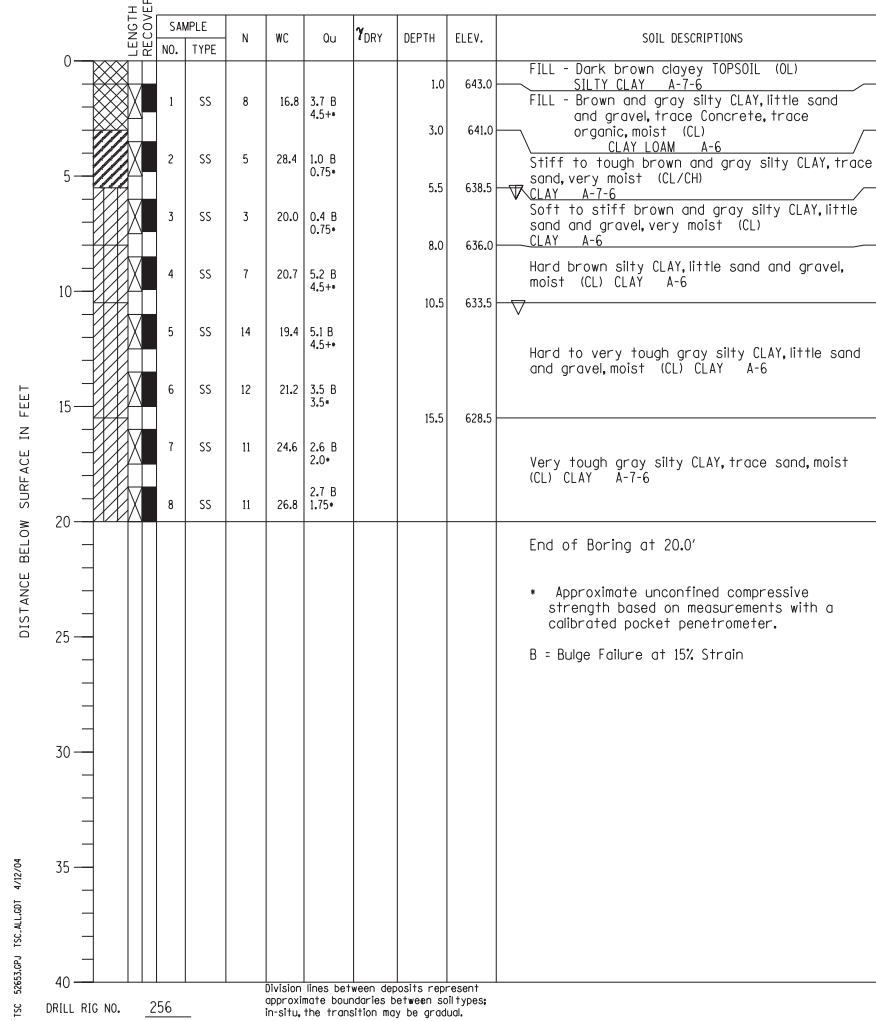 LENGTH
RECOVERY
SAMPLE
NO. TYPE N WC Qu γDRY DEPTH ELEV. SOIL DESCRIPTIONS
0
FILL - Dark brown clayey TOPSOIL (OL)
1.0 643.0 SILTY CLAY A-7-6
1 SS 8 16.8 3.7 B
4.5+*
FILL - Brown and gray silty CLAY, little sand
and gravel, trace Concrete, trace
organic, moist (CL)
3.0 641.0
CLAY LOAM A-6
2 SS 5 28.4 1.0 B
0.75*
Stiff to tough brown and gray silty CLAY, trace
sand, very moist (CL/CH)
5
5.5 638.5 CLAY A-7-6
3 SS 3 20.0 0.4 B
0.75*
Soft to stiff brown and gray silty CLAY, little
sand and gravel, very moist (CL)
8.0 636.0 CLAY A-6
4 SS 7 20.7 5.2 B
4.5+*
Hard brown silty CLAY, little sand and gravel,
moist (CL) CLAY A-6
10
10.5 633.5
5 SS 14 19.4 5.1 B
4.5+*
Hard to very tough gray silty CLAY, little sand
and gravel, moist (CL) CLAY A-6
6 SS 12 21.2 3.5 B
3.5*
15
15.5 628.5
7 SS 11 24.6 2.6 B
2.0*
Very tough gray silty CLAY, trace sand, moist
(CL) CLAY A-7-6
8 SS 11 26.8 2.7 B
1.75*
20
End of Boring at 20.0'
* Approximate unconfined compressive
strength based on measurements with a
calibrated pocket penetrometer.
B = Bulge Failure at 15% Strain
25
30
35
40
DISTANCE BELOW SURFACE IN FEET
TSC 52653.GPJ TSC_ALL.GDT 4/12/04
DRILL RIG NO. 256
Division lines between deposits represent
approximate boundaries between soil types;
in-situ, the transition may be gradual.